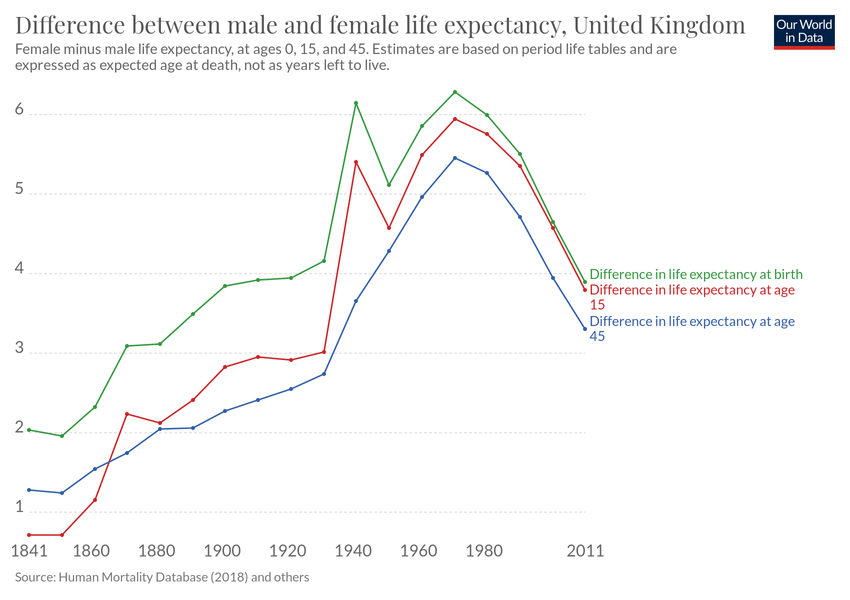 Difference between male and female life expectancy, United Kingdom
Our World
in Data
Female minus male life expectancy, at ages 0, 15, and 45. Estimates are based on period life tables and are
expressed as expected age at death, not as years left to live.
6
5
4
3
2
1
Difference in life expectancy at birth
Difference in life expectancy at age
15
Difference in life expectancy at age
45
1841 1860 1880 1900 1920 1940 1960 1980 2011
Source: Human Mortality Database (2018) and others